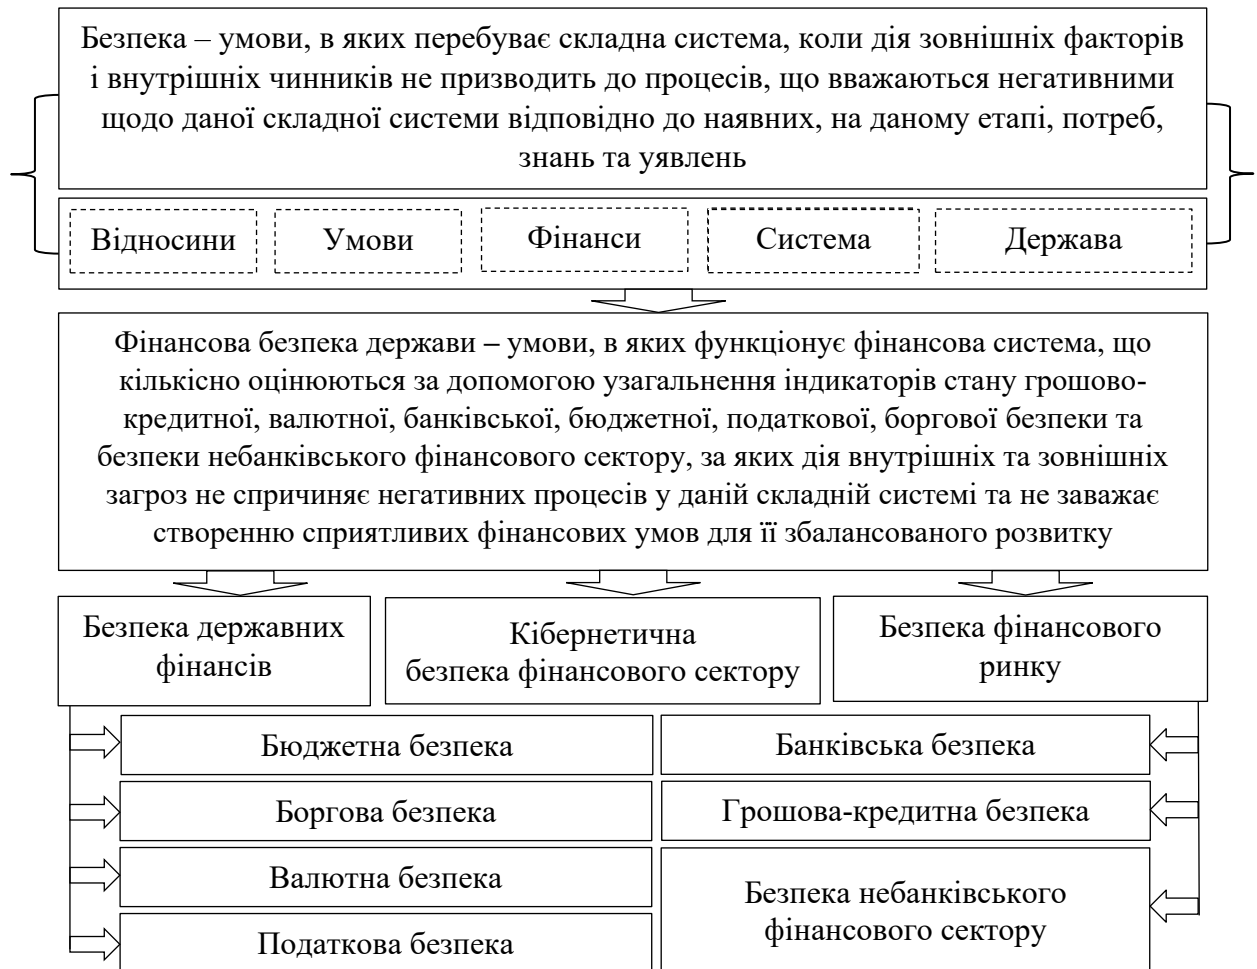 Безпека – умови, в яких перебуває складна система, коли дія зовнішніх факторів
і внутрішніх чинників не призводить до процесів, що вважаються негативними
щодо даної складної системи відповідно до наявних, на даному етапі, потреб,
знань та уявлень
Відносини
Умови
Фінанси
Система
Держава
Фінансова безпека держави – умови, в яких функціонує фінансова система, що
кількісно оцінюються за допомогою узагальнення індикаторів стану грошово-
кредитної, валютної, банківської, бюджетної, податкової, боргової безпеки та
безпеки небанківського фінансового сектору, за яких дія внутрішніх та зовнішніх
загроз не спричиняє негативних процесів у даній складній системі та не заважає
створенню сприятливих фінансових умов для її збалансованого розвитку
Безпека державних
фінансів
Кібернетична
безпека фінансового сектору
Безпека фінансового
ринку
Бюджетна безпека
Боргова безпека
Валютна безпека
Податкова безпека
Банківська безпека
Грошова-кредитна безпека
Безпека небанківського
фінансового сектору